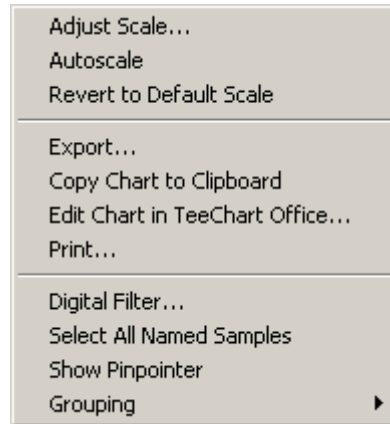 Adjust Scale...
Autoscale
Revert to Default Scale
Export...
Copy Chart to Clipboard
Edit Chart in TeeChart Office...
Print...
Digital Filter...
Select All Named Samples
Show Pinpointer
Grouping